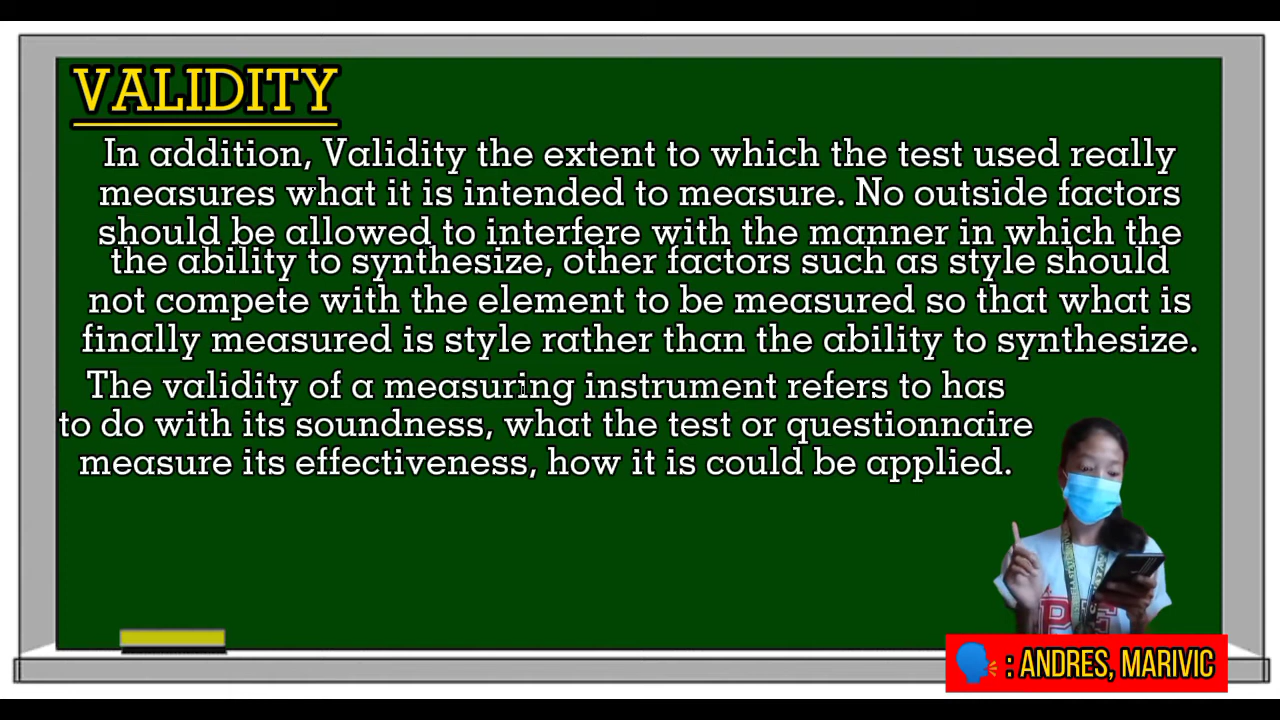 VALIDITY
In addition, Validity the extent to which the test used really
measures what it is intended to measure. No outside factors
should be allowed to interfere with the manner in which the
the ability to synthesize, other factors such as style should
not compete with the element to be measured so that what is
finally measured is style rather than the ability to synthesize.
The validity of a measuring instrument refers to has
to do with its soundness, what the test or questionnaire
measure its effectiveness, how it is could be applied.
: ANDRES, MARIVIC